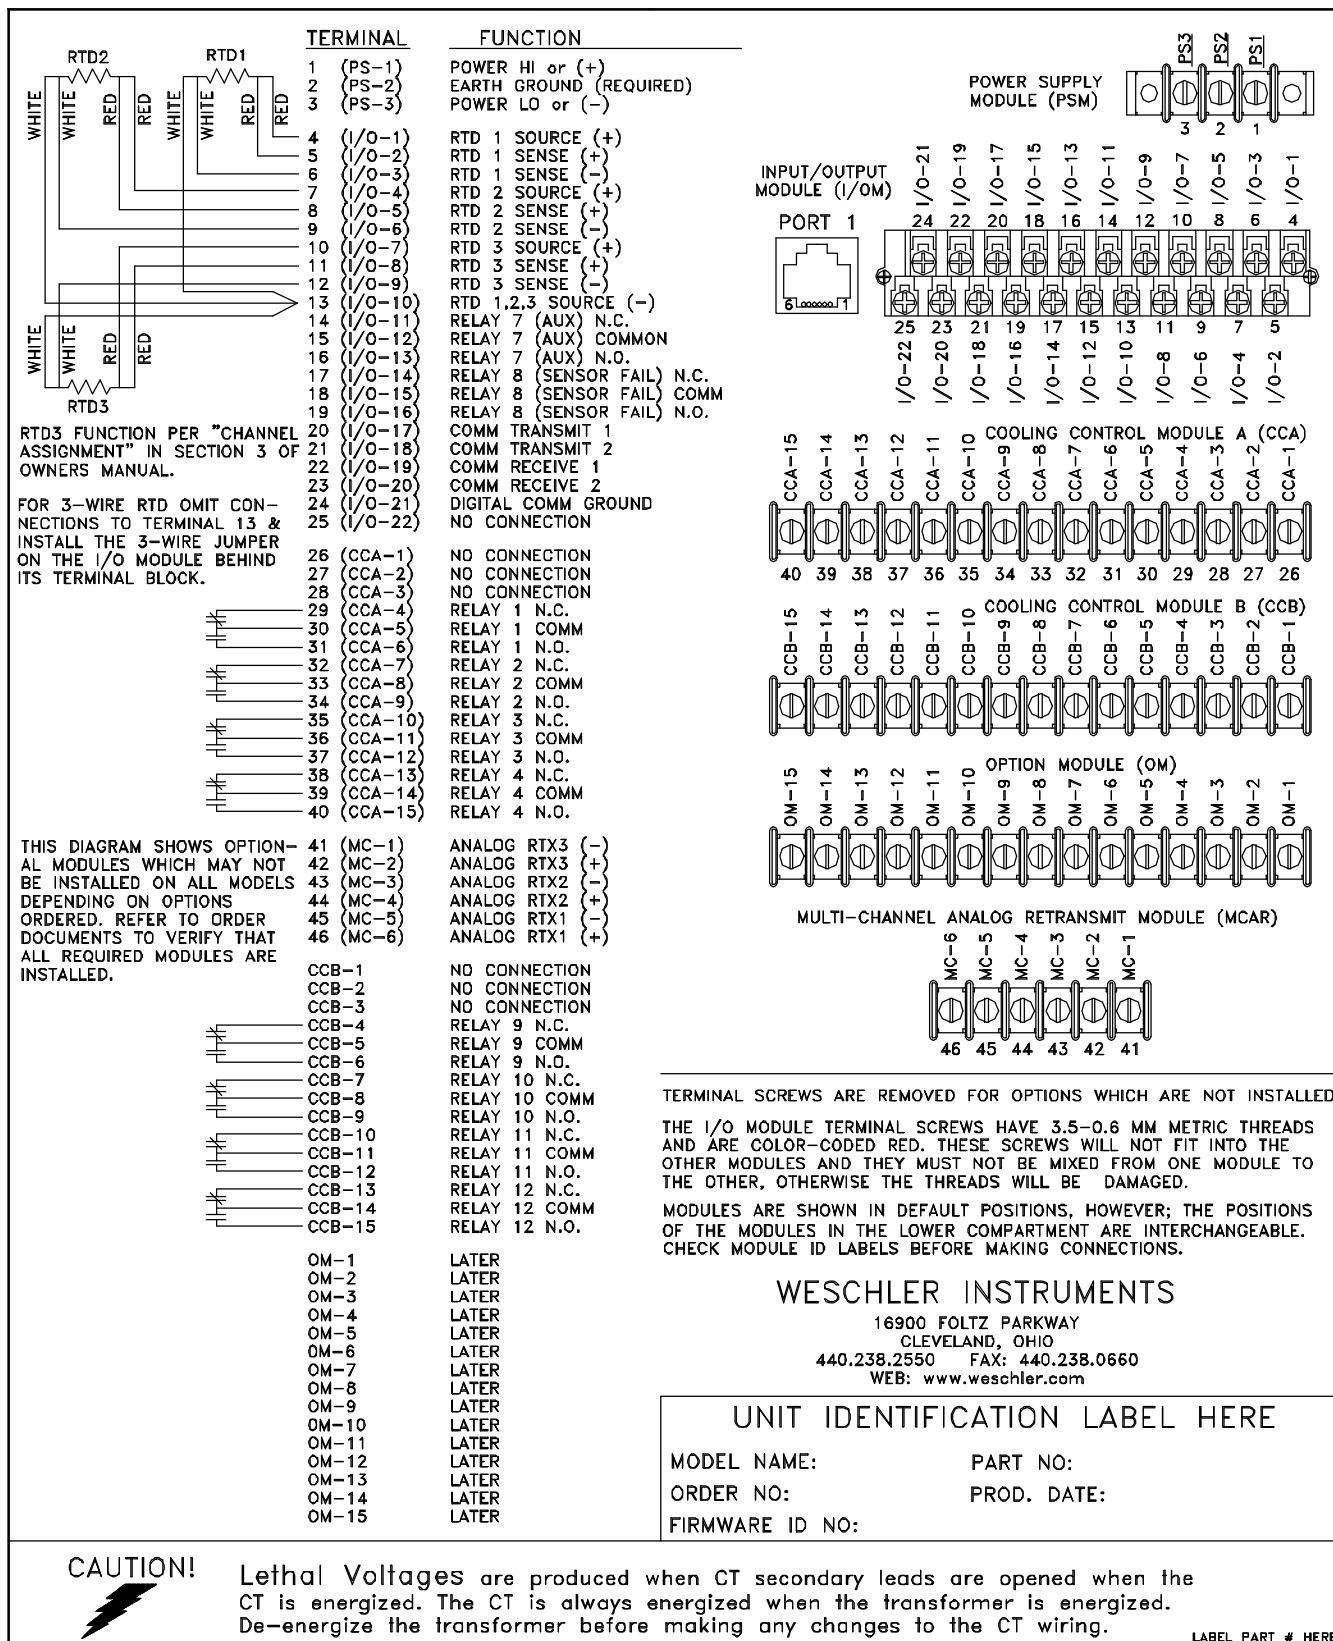 RTD2
RTD1
WHITE
WHITE
RED
RED
WHITE
WHITE
RED
RED
WHITE
WHITE
RED
RED
RTD3
RTD3 FUNCTION PER "CHANNEL
ASSIGNMENT" IN SECTION 3 OF
OWNERS MANUAL.
FOR 3-WIRE RTD OMIT CON-
NECTIONS TO TERMINAL 13 &
INSTALL THE 3-WIRE JUMPER
ON THE I/O MODULE BEHIND
ITS TERMINAL BLOCK.
THIS DIAGRAM SHOWS OPTION-
AL MODULES WHICH MAY NOT
BE INSTALLED ON ALL MODELS
DEPENDING ON OPTIONS
ORDERED. REFER TO ORDER
DOCUMENTS TO VERIFY THAT
ALL REQUIRED MODULES ARE
INSTALLED.
TERMINAL FUNCTION
1 (PS-1) POWER HI or (+)
2 (PS-2) EARTH GROUND (REQUIRED)
3 (PS-3) POWER LO or (-)
4 (I/O-1) RTD 1 SOURCE (+)
5 (I/O-2) RTD 1 SENSE (+)
6 (I/O-3) RTD 1 SENSE (-)
7 (I/O-4) RTD 2 SOURCE (+)
8 (I/O-5) RTD 2 SENSE (+)
9 (I/O-6) RTD 2 SENSE (-)
10 (I/O-7) RTD 3 SOURCE (+)
11 (I/O-8) RTD 3 SENSE (+)
12 (I/O-9) RTD 3 SENSE (-)
13 (I/O-10) RTD 1,2,3 SOURCE (-)
14 (I/O-11) RELAY 7 (AUX) N.C.
15 (I/O-12) RELAY 7 (AUX) COMMON
16 (I/O-13) RELAY 7 (AUX) N.O.
17 (I/O-14) RELAY 8 (SENSOR FAIL) N.C.
18 (I/O-15) RELAY 8 (SENSOR FAIL) COMM
19 (I/O-16) RELAY 8 (SENSOR FAIL) N.O.
20 (I/O-17) COMM TRANSMIT 1
21 (I/O-18) COMM TRANSMIT 2
22 (I/O-19) COMM RECEIVE 1
23 (I/O-20) COMM RECEIVE 2
24 (I/O-21) DIGITAL COMM GROUND
25 (I/O-22) NO CONNECTION
26 (CCA-1) NO CONNECTION
27 (CCA-2) NO CONNECTION
28 (CCA-3) NO CONNECTION
29 (CCA-4) RELAY 1 N.C.
30 (CCA-5) RELAY 1 COMM
31 (CCA-6) RELAY 1 N.O.
32 (CCA-7) RELAY 2 N.C.
33 (CCA-8) RELAY 2 COMM
34 (CCA-9) RELAY 2 N.O.
35 (CCA-10) RELAY 3 N.C.
36 (CCA-11) RELAY 3 COMM
37 (CCA-12) RELAY 3 N.O.
38 (CCA-13) RELAY 4 N.C.
39 (CCA-14) RELAY 4 COMM
40 (CCA-15) RELAY 4 N.O.
41 (MC-1) ANALOG RTX3 (-)
42 (MC-2) ANALOG RTX3 (+)
43 (MC-3) ANALOG RTX2 (-)
44 (MC-4) ANALOG RTX2 (+)
45 (MC-5) ANALOG RTX1 (-)
46 (MC-6) ANALOG RTX1 (+)
CCB-1 NO CONNECTION
CCB-2 NO CONNECTION
CCB-3 NO CONNECTION
CCB-4 RELAY 9 N.C.
CCB-5 RELAY 9 COMM
CCB-6 RELAY 9 N.O.
CCB-7 RELAY 10 N.C.
CCB-8 RELAY 10 COMM
CCB-9 RELAY 10 N.O.
CCB-10 RELAY 11 N.C.
CCB-11 RELAY 11 COMM
CCB-12 RELAY 11 N.O.
CCB-13 RELAY 12 N.C.
CCB-14 RELAY 12 COMM
CCB-15 RELAY 12 N.O.
OM-1 LATER
OM-2 LATER
OM-3 LATER
OM-4 LATER
OM-5 LATER
OM-6 LATER
OM-7 LATER
OM-8 LATER
OM-9 LATER
OM-10 LATER
OM-11 LATER
OM-12 LATER
OM-13 LATER
OM-14 LATER
OM-15 LATER
PS3 PS2 PS1
POWER SUPPLY
MODULE (PSM)
3 2 1
INPUT/OUTPUT
MODULE (I/OM)
PORT 1
6 1
I/O-21 I/O-19 I/O-17 I/O-15 I/O-13 I/O-11 I/O-9 I/O-7 I/O-5 I/O-3 I/O-1
24 22 20 18 16 14 12 10 8 6 4
25 23 21 19 17 15 13 11 9 7 5
I/O-22 I/O-20 I/O-18 I/O-16 I/O-14 I/O-12 I/O-10 I/O-8 I/O-6 I/O-4 I/O-2
COOLING CONTROL MODULE A (CCA)
CCA-15 CCA-14 CCA-13 CCA-12 CCA-11 CCA-10 CCA-9 CCA-8 CCA-7 CCA-6 CCA-5 CCA-4 CCA-3 CCA-2 CCA-1
40 39 38 37 36 35 34 33 32 31 30 29 28 27 26
COOLING CONTROL MODULE B (CCB)
CCB-15 CCB-14 CCB-13 CCB-12 CCB-11 CCB-10 CCB-9 CCB-8 CCB-7 CCB-6 CCB-5 CCB-4 CCB-3 CCB-2 CCB-1
OPTION MODULE (OM)
OM-15 OM-14 OM-13 OM-12 OM-11 OM-10 OM-9 OM-8 OM-7 OM-6 OM-5 OM-4 OM-3 OM-2 OM-1
MULTI-CHANNEL ANALOG RETRANSMIT MODULE (MCAR)
MC-6 MC-5 MC-4 MC-3 MC-2 MC-1
46 45 44 43 42 41
TERMINAL SCREWS ARE REMOVED FOR OPTIONS WHICH ARE NOT INSTALLED
THE I/O MODULE TERMINAL SCREWS HAVE 3.5-0.6 MM METRIC THREADS
AND ARE COLOR-CODED RED. THESE SCREWS WILL NOT FIT INTO THE
OTHER MODULES AND THEY MUST NOT BE MIXED FROM ONE MODULE TO
THE OTHER, OTHERWISE THE THREADS WILL BE DAMAGED.
MODULES ARE SHOWN IN DEFAULT POSITIONS, HOWEVER; THE POSITIONS
OF THE MODULES IN THE LOWER COMPARTMENT ARE INTERCHANGEABLE.
CHECK MODULE ID LABELS BEFORE MAKING CONNECTIONS.
WESCHLER INSTRUMENTS
16900 FOLTZ PARKWAY
CLEVELAND, OHIO
440.238.2550 FAX: 440.238.0660
WEB: www.weschler.com
UNIT IDENTIFICATION LABEL HERE
MODEL NAME: PART NO:
ORDER NO: PROD. DATE:
FIRMWARE ID NO:
CAUTION!
Lethal Voltages are produced when CT secondary leads are opened when the
CT is energized. The CT is always energized when the transformer is energized.
De-energize the transformer before making any changes to the CT wiring.
LABEL PART # HERE